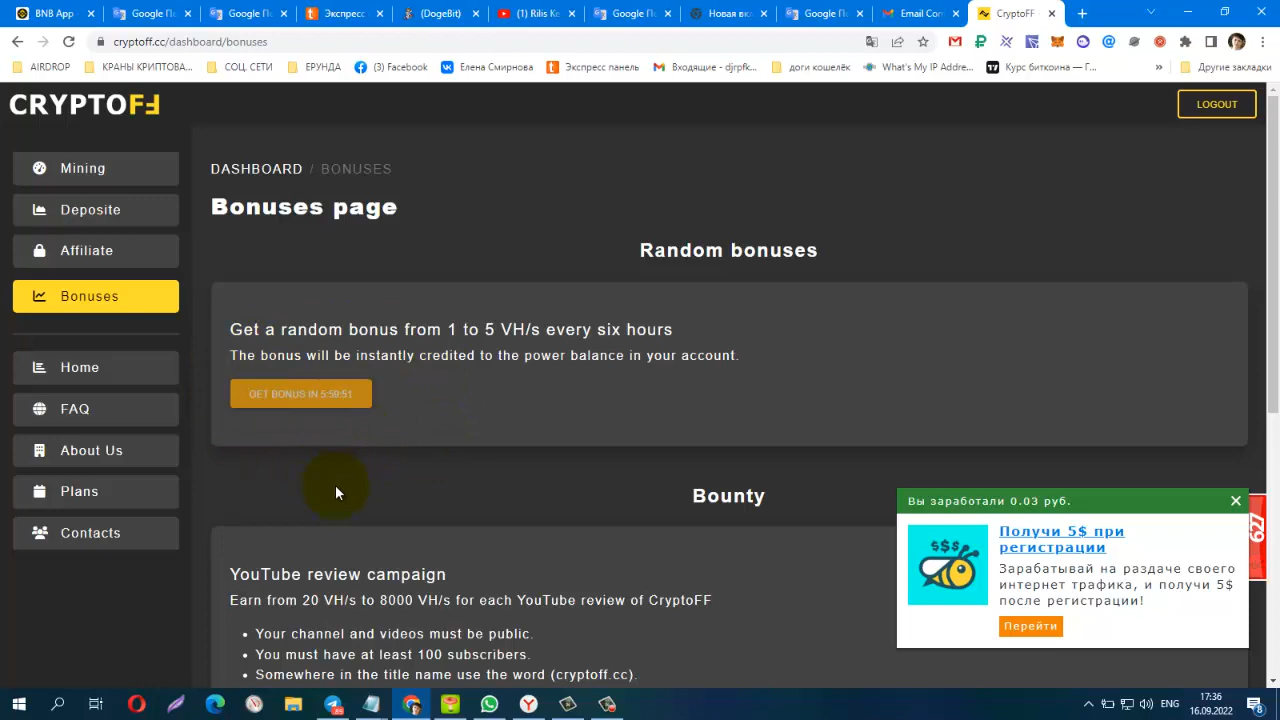 BNB App
Google Пе
Google Пе
Экспресс
(DogeBit)
(1) Rilis Ke
Google По
Новая вкл
Google По
Email Con
CryptoFF -
cryptoff.cc/dashboard/bonuses
AIRDROP
КРАНЫ КРИПТОВА...
СОЦ. СЕТИ
ЕРУНДА
(3) Facebook
Елена Смирнова
Экспресс панель
Входящие - djrpfk...
доги кошелёк
What's My IP Addre...
Курс биткоина — Г...
»
Другие закладки
CRYPTOFF
LOGOUT
Mining
Deposite
Affiliate
Bonuses
Home
FAQ
About Us
Plans
Contacts
DASHBOARD / BONUSES
Bonuses page
Random bonuses
Get a random bonus from 1 to 5 VH/s every six hours
The bonus will be instantly credited to the power balance in your account.
GET BONUS IN 5:59:51
Bounty
YouTube review campaign
Earn from 20 VH/s to 8000 VH/s for each YouTube review of CryptoFF
• Your channel and videos must be public.
• You must have at least 100 subscribers.
• Somewhere in the title name use the word (cryptoff.cc).
Вы заработали 0.03 руб.
$$$
Получи 5$ при
регистрации
Зарабатывай на раздаче своего
интернет трафика, и получи 5$
после регистрации!
Перейти
ENG
17:36
16.09.2022